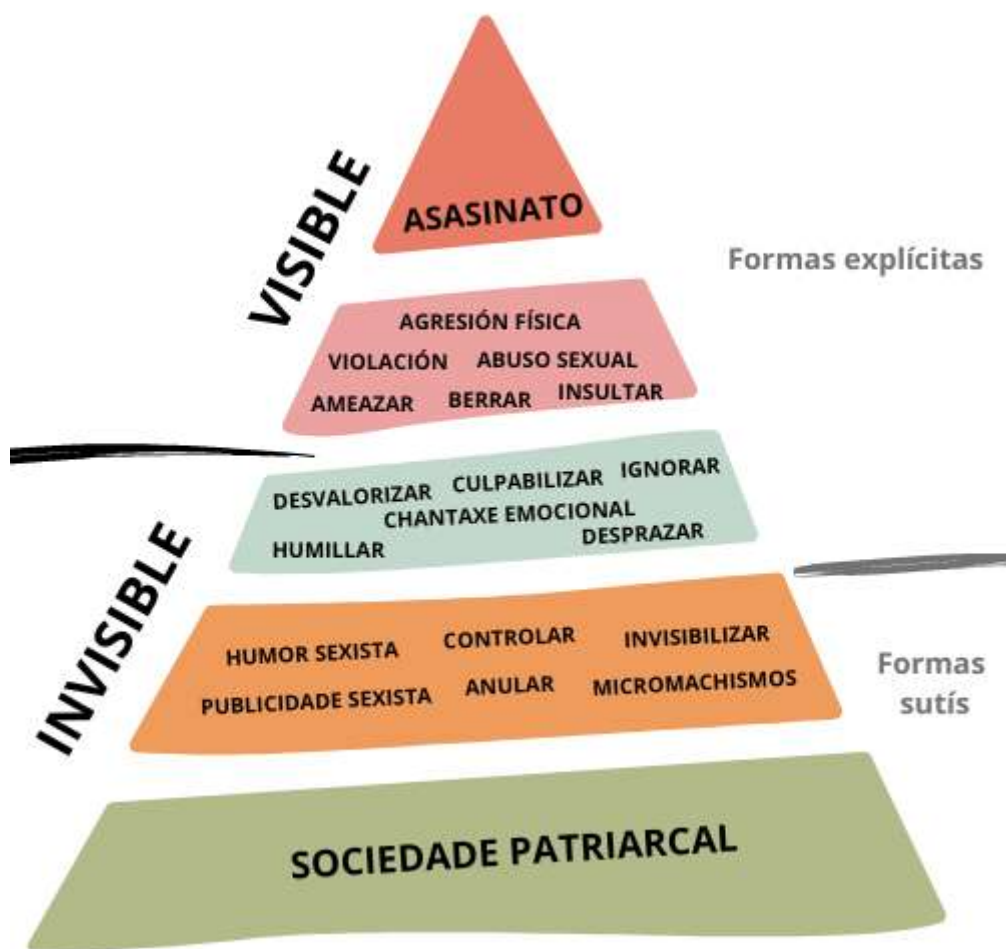 VISIBLE
ASASINATO
Formas explícitas
AGRESIÓN FÍSICA
VIOLACIÓN ABUSO SEXUAL
AMEAZAR BERRAR INSULTAR
INVISIBLE
DESVALORIZAR CULPABILIZAR IGNORAR
CHANTAXE EMOCIONAL
HUMILLAR DESPRAZAR
HUMOR SEXISTA CONTROLAR INVISIBILIZAR
PUBLICIDADE SEXISTA ANULAR MICROMACHISMOS
Formas
sutís
SOCIEDADE PATRIARCAL